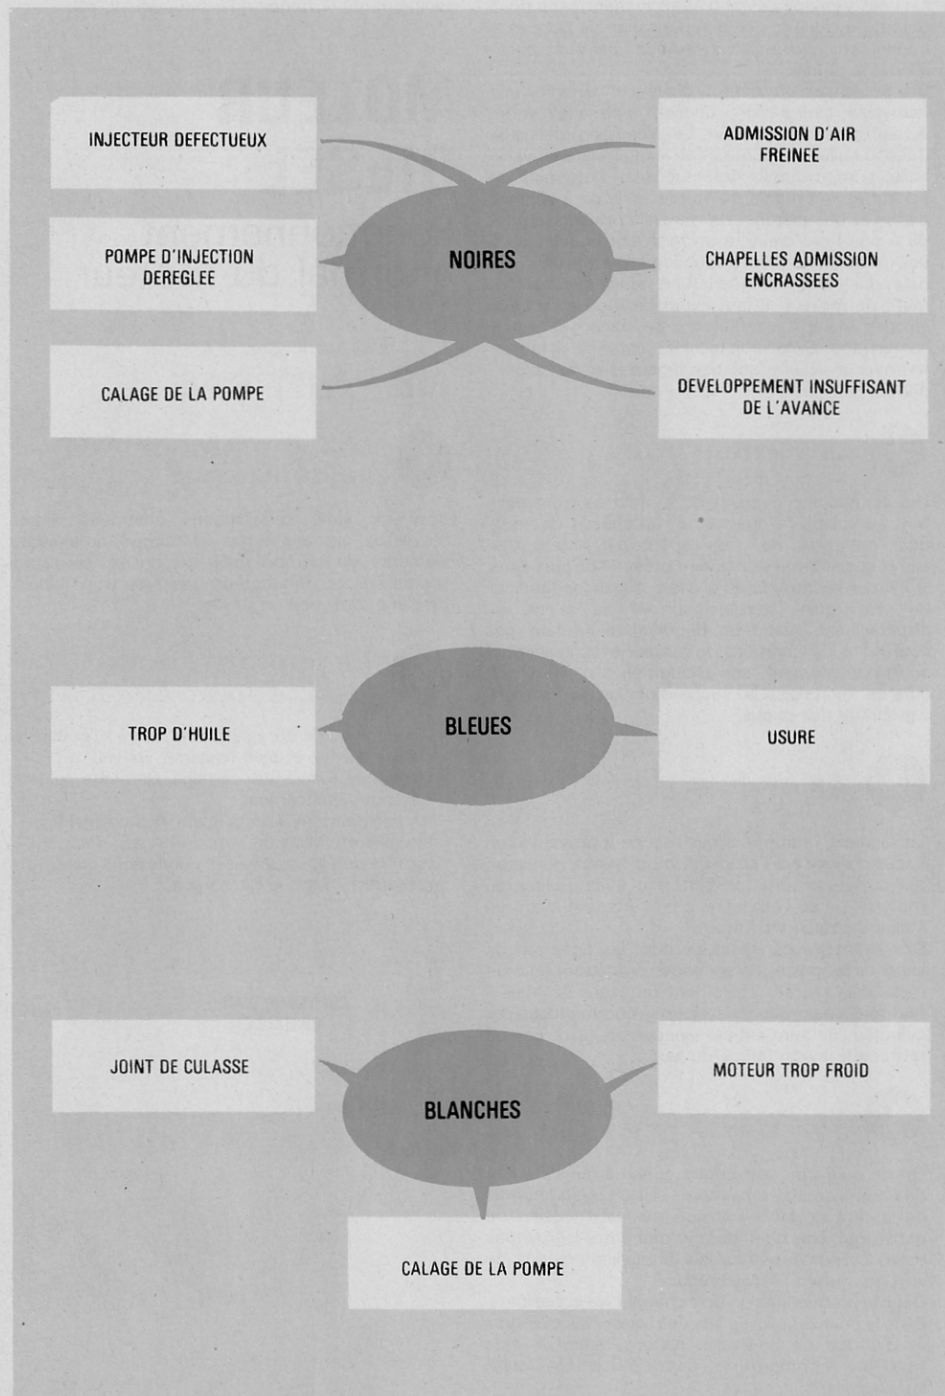 INJECTEUR DEFECTUEUX
ADMISSION D'AIR
FREINEE
POMPE D'INJECTION
DEREGLEE
NOIRES
CHAPELLES ADMISSION
ENCRASSEES
CALAGE DE LA POMPE
DEVELOPPEMENT INSUFFISANT
DE L'AVANCE
TROP D'HUILE
BLEUES
USURE
JOINT DE CULASSE
MOTEUR TROP FROID
BLANCHES
CALAGE DE LA POMPE